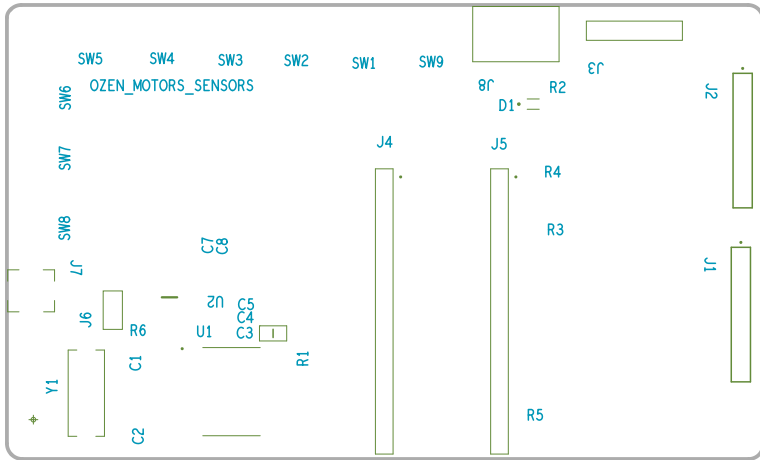 SW5 SW4 SW3 SW2 SW1 SW9
OZEN_MOTORS_SENSORS
SW6
J8
J3
R2
D1
J2
SW7
J4
J5
R4
SW8
C7
C8
R3
J7
J1
U2
C5
C4
C3
J6
R6
U1
R1
C1
Y1
C2
R5